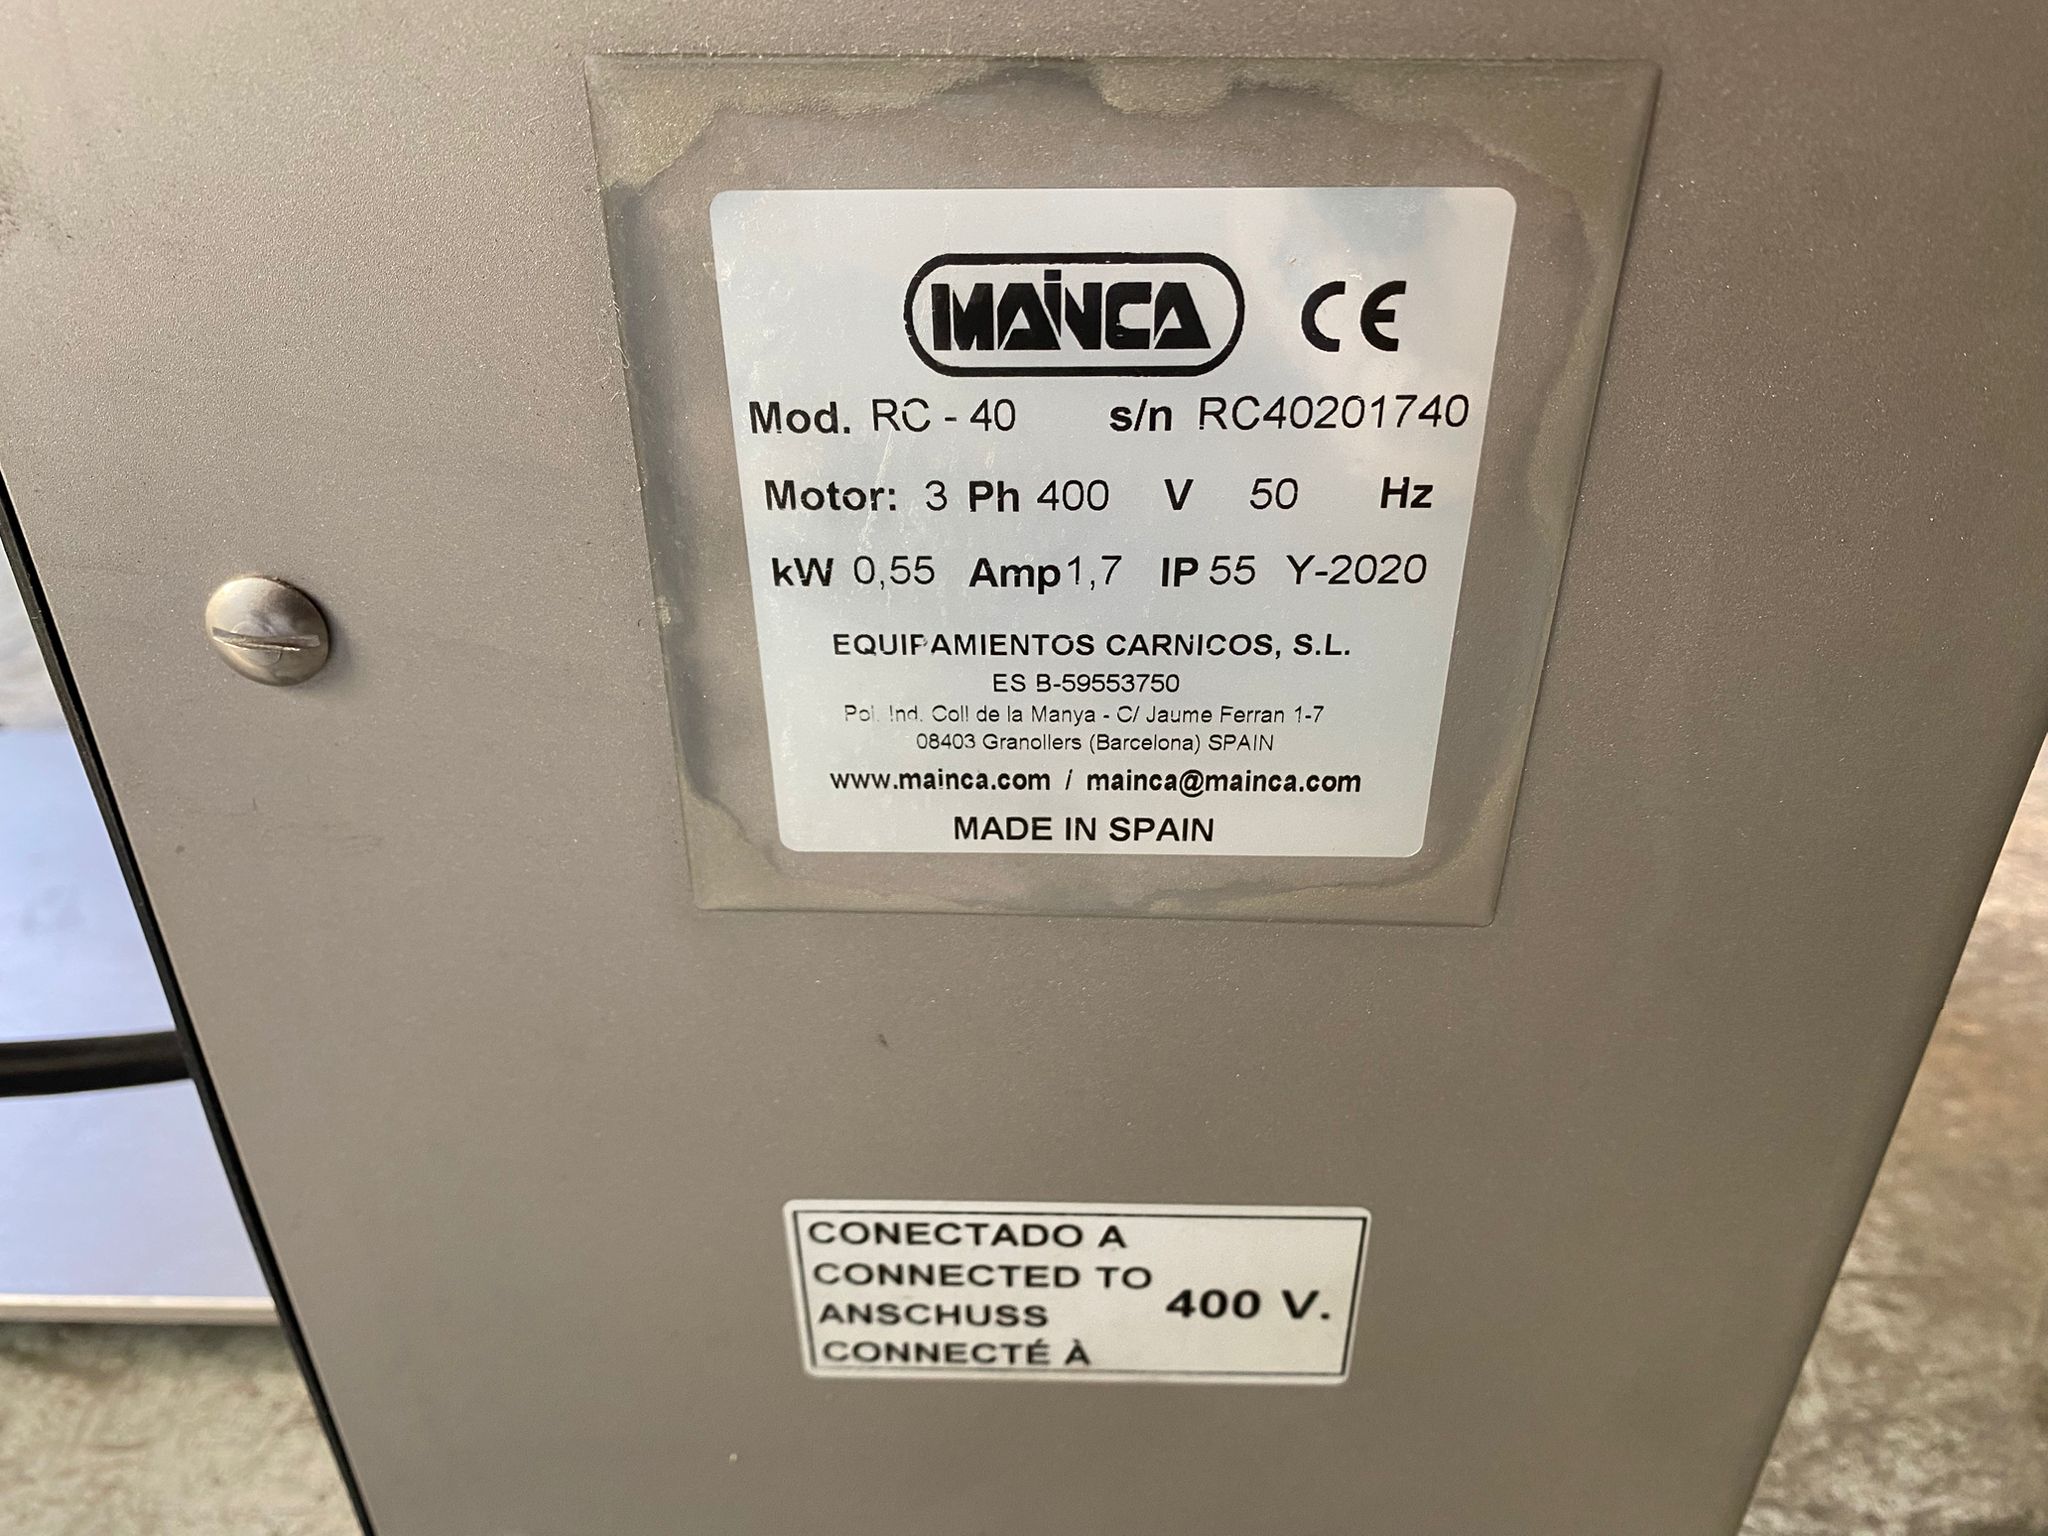 MAINCA CE
Mod. RC - 40 s/n RC40201740
Motor: 3 Ph 400 V 50 Hz
kW 0,55 Amp 1,7 IP 55 Y-2020
EQUIPAMIENTOS CARNICOS, S.L.
ES B-59553750
Pol. Ind. Coll de la Manya - C/ Jaume Ferran 1-7
08403 Granollers (Barcelona) SPAIN
www.mainca.com / mainca@mainca.com
MADE IN SPAIN
CONECTADO A
CONNECTED TO
ANSCHUSS
CONNECTÉ À
400 V.